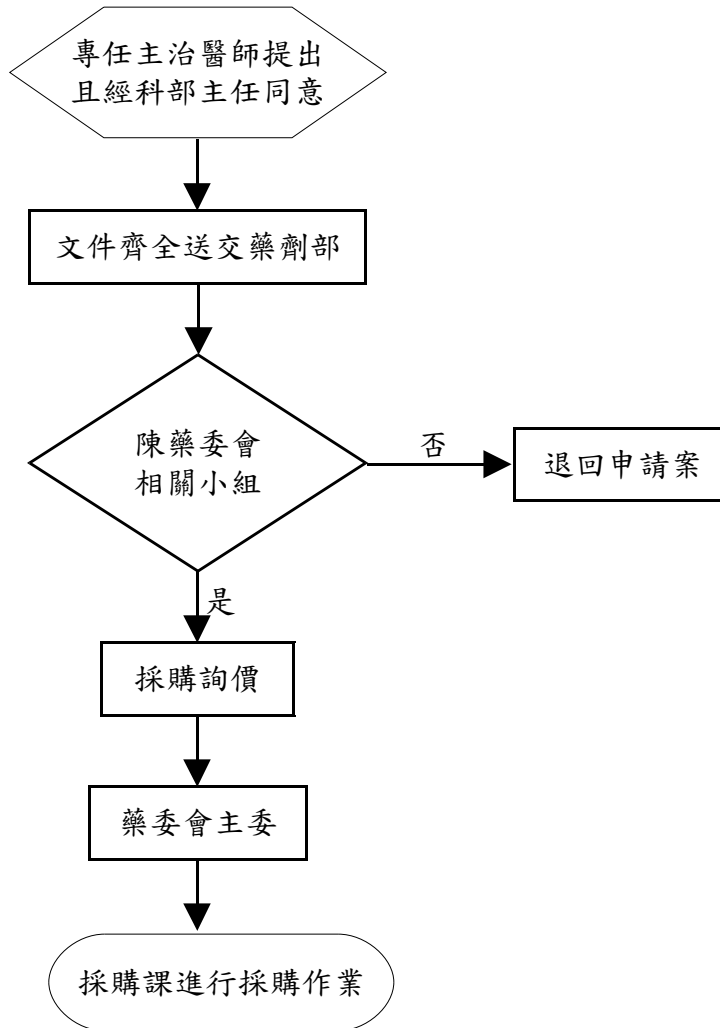 專任主治醫師提出
且經科部主任同意
文件齊全送交藥劑部
陳藥委會
相關小組
否
退回申請案
是
採購詢價
藥委會主委
採購課進行採購作業